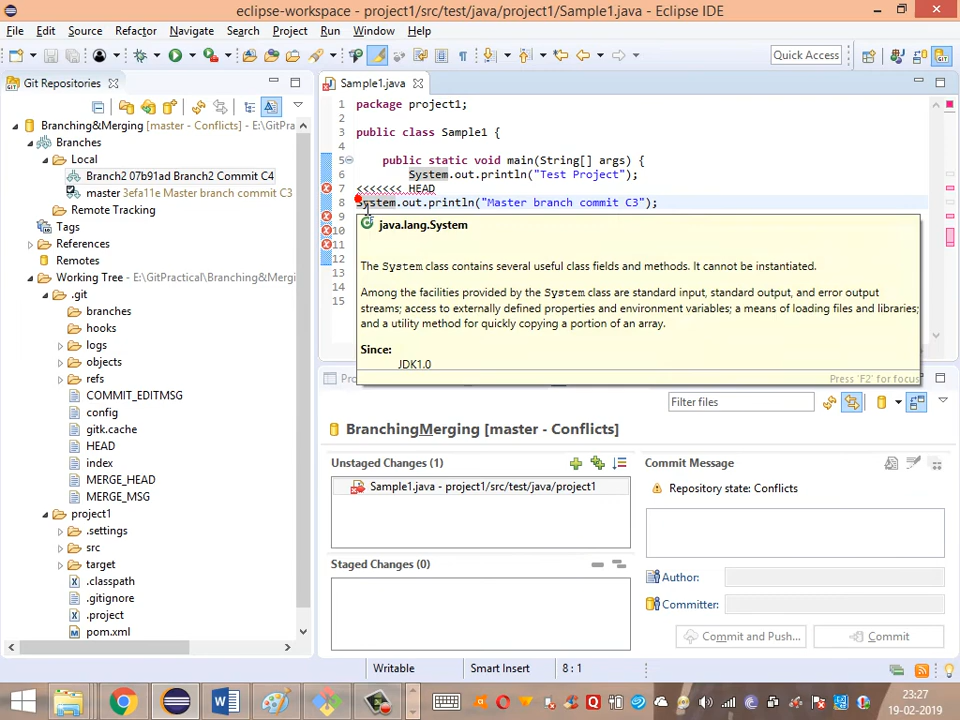 eclipse-workspace - project1/src/test/java/project1/Sample1.java - Eclipse IDE
File Edit Source Refactor Navigate Search Project Run Window Help
Quick Access
Git Repositories
Branching&Merging [master - Conflicts] - E:\GitPra
Branches
Local
Branch2 07b91ad Branch2 Commit C4
master 3efa11e Master branch commit C3
Remote Tracking
Tags
References
Remotes
Working Tree - E:\GitPractical\Branching&Mergi
.git
branches
hooks
logs
objects
refs
COMMIT_EDITMSG
config
gitk.cache
HEAD
index
MERGE_HEAD
MERGE_MSG
project1
.settings
src
target
.classpath
.gitignore
.project
pom.xml
Sample1.java
1 package project1;
2
3 public class Sample1 {
4
5 public static void main(String[] args) {
6 System.out.println("Test Project");
7 <<<<<<< HEAD
8 System.out.println("Master branch commit C3");
9
10
11
12
13
14
15
java.lang.System
The System class contains several useful class fields and methods. It cannot be instantiated.
Among the facilities provided by the System class are standard input, standard output, and error output
streams; access to externally defined properties and environment variables; a means of loading files and libraries;
and a utility method for quickly copying a portion of an array.
Since:
JDK1.0
Press 'F2' for focus
Filter files
BranchingMerging [master - Conflicts]
Unstaged Changes (1)
Sample1.java - project1/src/test/java/project1
Staged Changes (0)
Commit Message
Repository state: Conflicts
Author:
Committer:
Commit and Push...
Commit
Writable
Smart Insert
8 : 1
23:27
19-02-2019